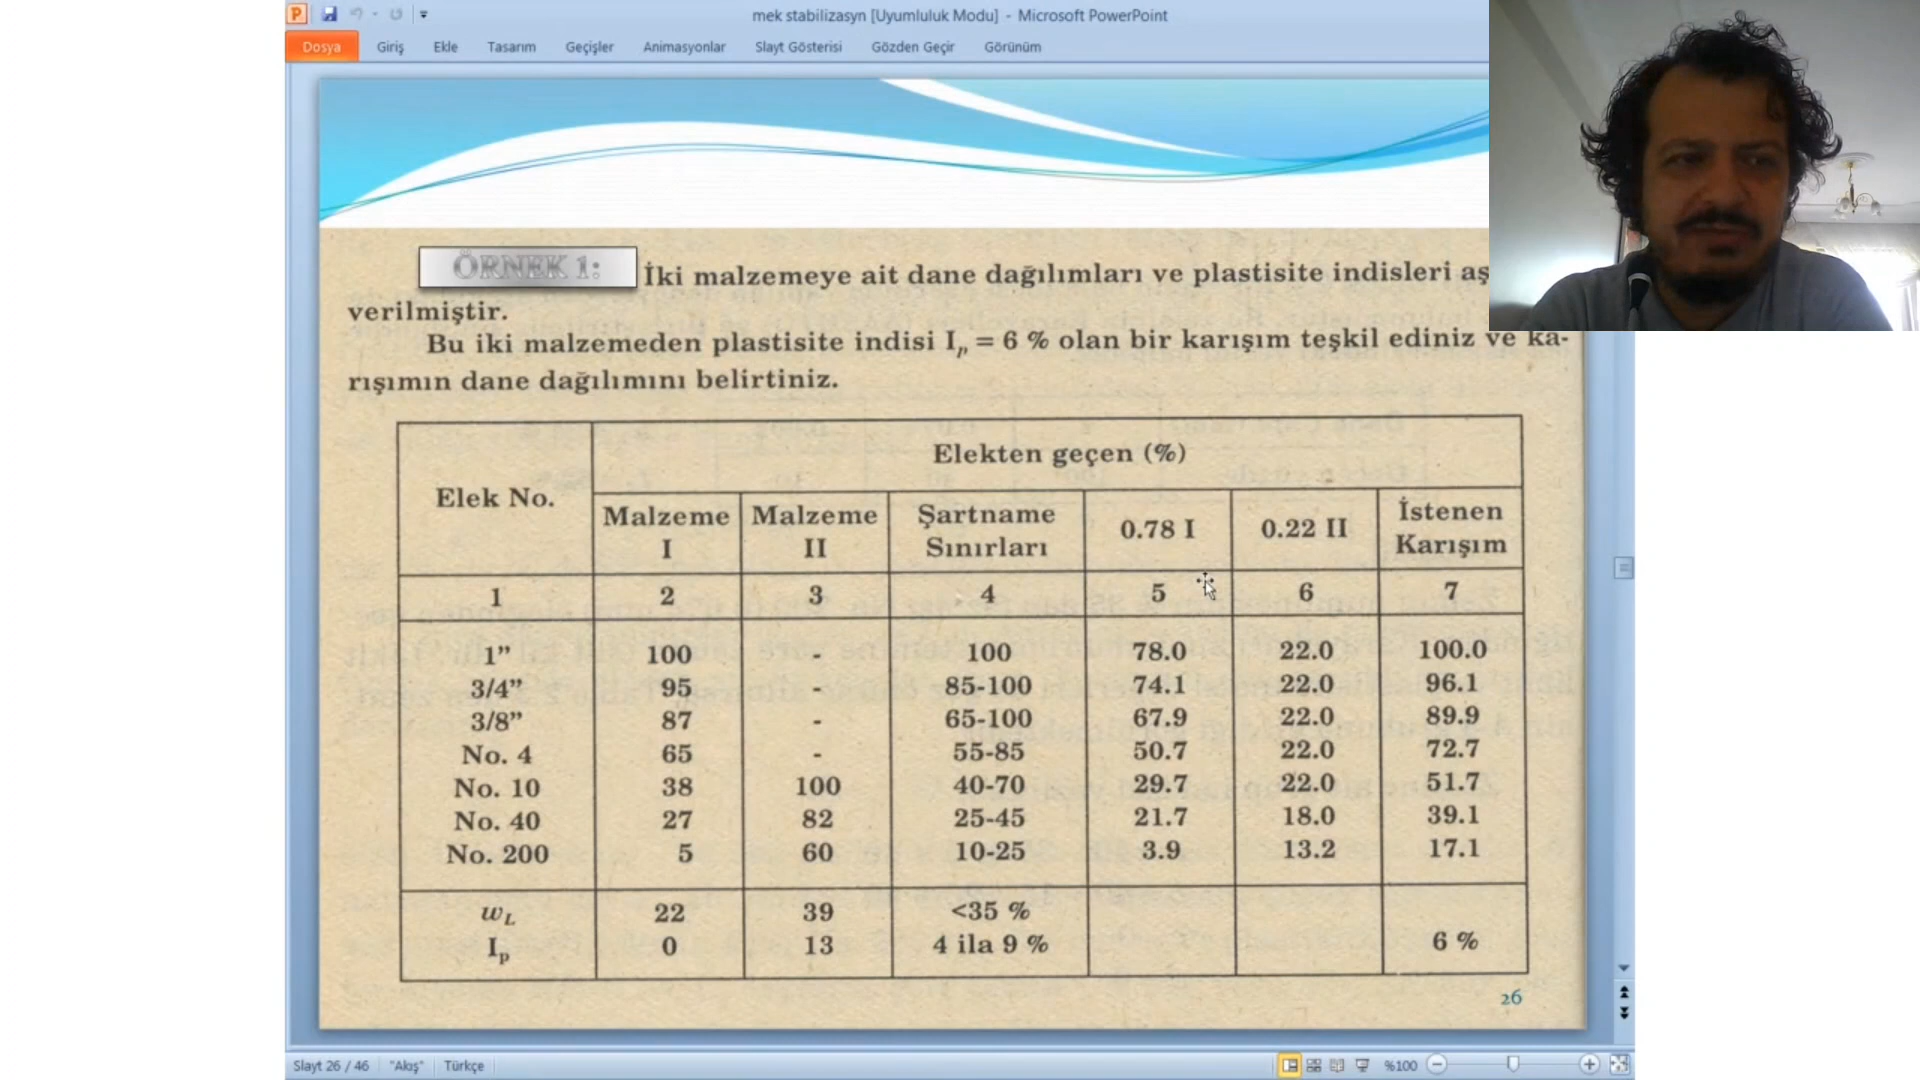 mek stabilizasyn [Uyumluluk Modu] - Microsoft PowerPoint
Dosya Giriş Ekle Tasarım Geçişler Animasyonlar Slayt Gösterisi Gözden Geçir Görünüm
ÖRNEK 1: İki malzemeye ait dane dağılımları ve plastisite indisleri aş
verilmiştir.
Bu iki malzemeden plastisite indisi Ip = 6 % olan bir karışım teşkil ediniz ve ka-
rışımın dane dağılımını belirtiniz.
Elekten geçen (%)
Elek No. Malzeme I Malzeme II Şartname Sınırları 0.78 I 0.22 II İstenen Karışım
1 2 3 4 5 6 7
1” 100 - 100 78.0 22.0 100.0
3/4” 95 - 85-100 74.1 22.0 96.1
3/8” 87 - 65-100 67.9 22.0 89.9
No. 4 65 - 55-85 50.7 22.0 72.7
No. 10 38 100 40-70 29.7 22.0 51.7
No. 40 27 82 25-45 21.7 18.0 39.1
No. 200 5 60 10-25 3.9 13.2 17.1
wL 22 39 <35 %
Ip 0 13 4 ila 9 % 6 %
26
Slayt 26 / 46 "Akış" Türkçe %100